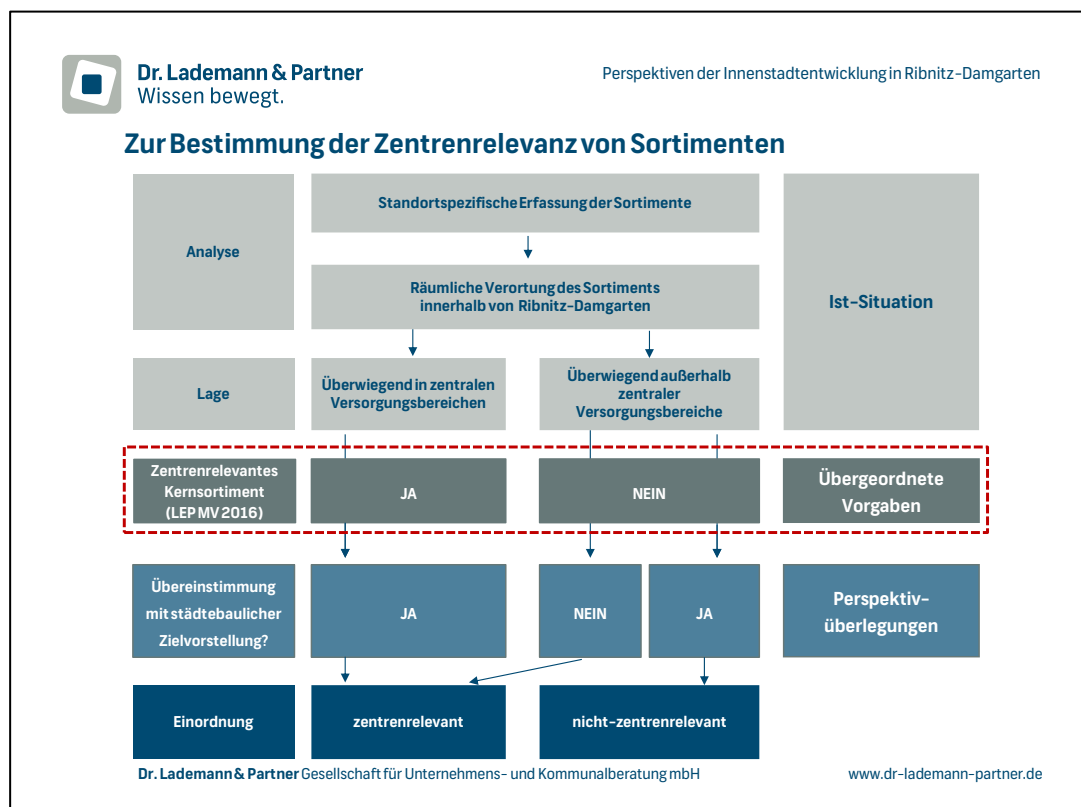 Dr. Lademann & Partner
Wissen bewegt.
Perspektiven der Innenstadtentwicklung in Ribnitz-Damgarten
Zur Bestimmung der Zentrenrelevanz von Sortimenten
Analyse
Standortspezifische Erfassung der Sortimente
Räumliche Verortung des Sortiments
innerhalb von Ribnitz-Damgarten
Ist-Situation
Lage
Überwiegend in zentralen
Versorgungsbereichen
Überwiegend außerhalb
zentraler
Versorgungsbereiche
Zentrenrelevantes
Kernsortiment
(LEP MV 2016)
JA
NEIN
Übergeordnete
Vorgaben
Übereinstimmung
mit städtebaulicher
Zielvorstellung?
JA
NEIN
JA
Perspektiv-
überlegungen
Einordnung
zentrenrelevant
nicht-zentrenrelevant
Dr. Lademann & Partner Gesellschaft für Unternehmens- und Kommunalberatung mbH
www.dr-lademann-partner.de